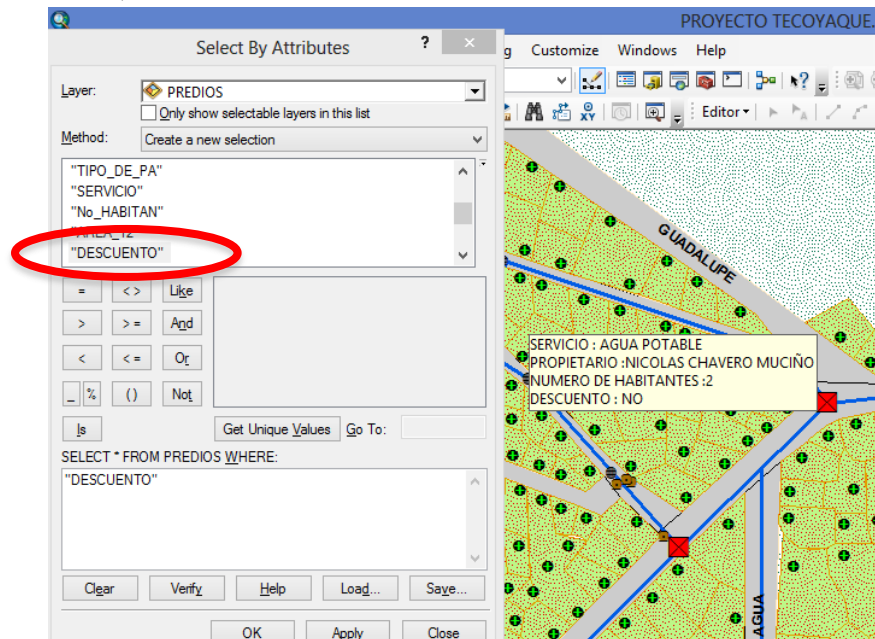 PROYECTO TECOYAQUE.
Select By Attributes
?
×
g Customize Windows Help
Layer: PREDIOS
Only show selectable layers in this list
Method: Create a new selection
Editor
"TIPO_DE_PA"
"SERVICIO"
"No_HABITAN"
"AREA_12"
"DESCUENTO"
= <> Like
> >= And
< <= Or
_ % () Not
Is Get Unique Values Go To:
SELECT * FROM PREDIOS WHERE:
"DESCUENTO"
Clear Verify Help Load... Save...
OK Apply Close
GUADALUPE
SERVICIO : AGUA POTABLE
PROPIETARIO :NICOLAS CHAVERO MUCIÑO
NUMERO DE HABITANTES :2
DESCUENTO : NO
AGUA